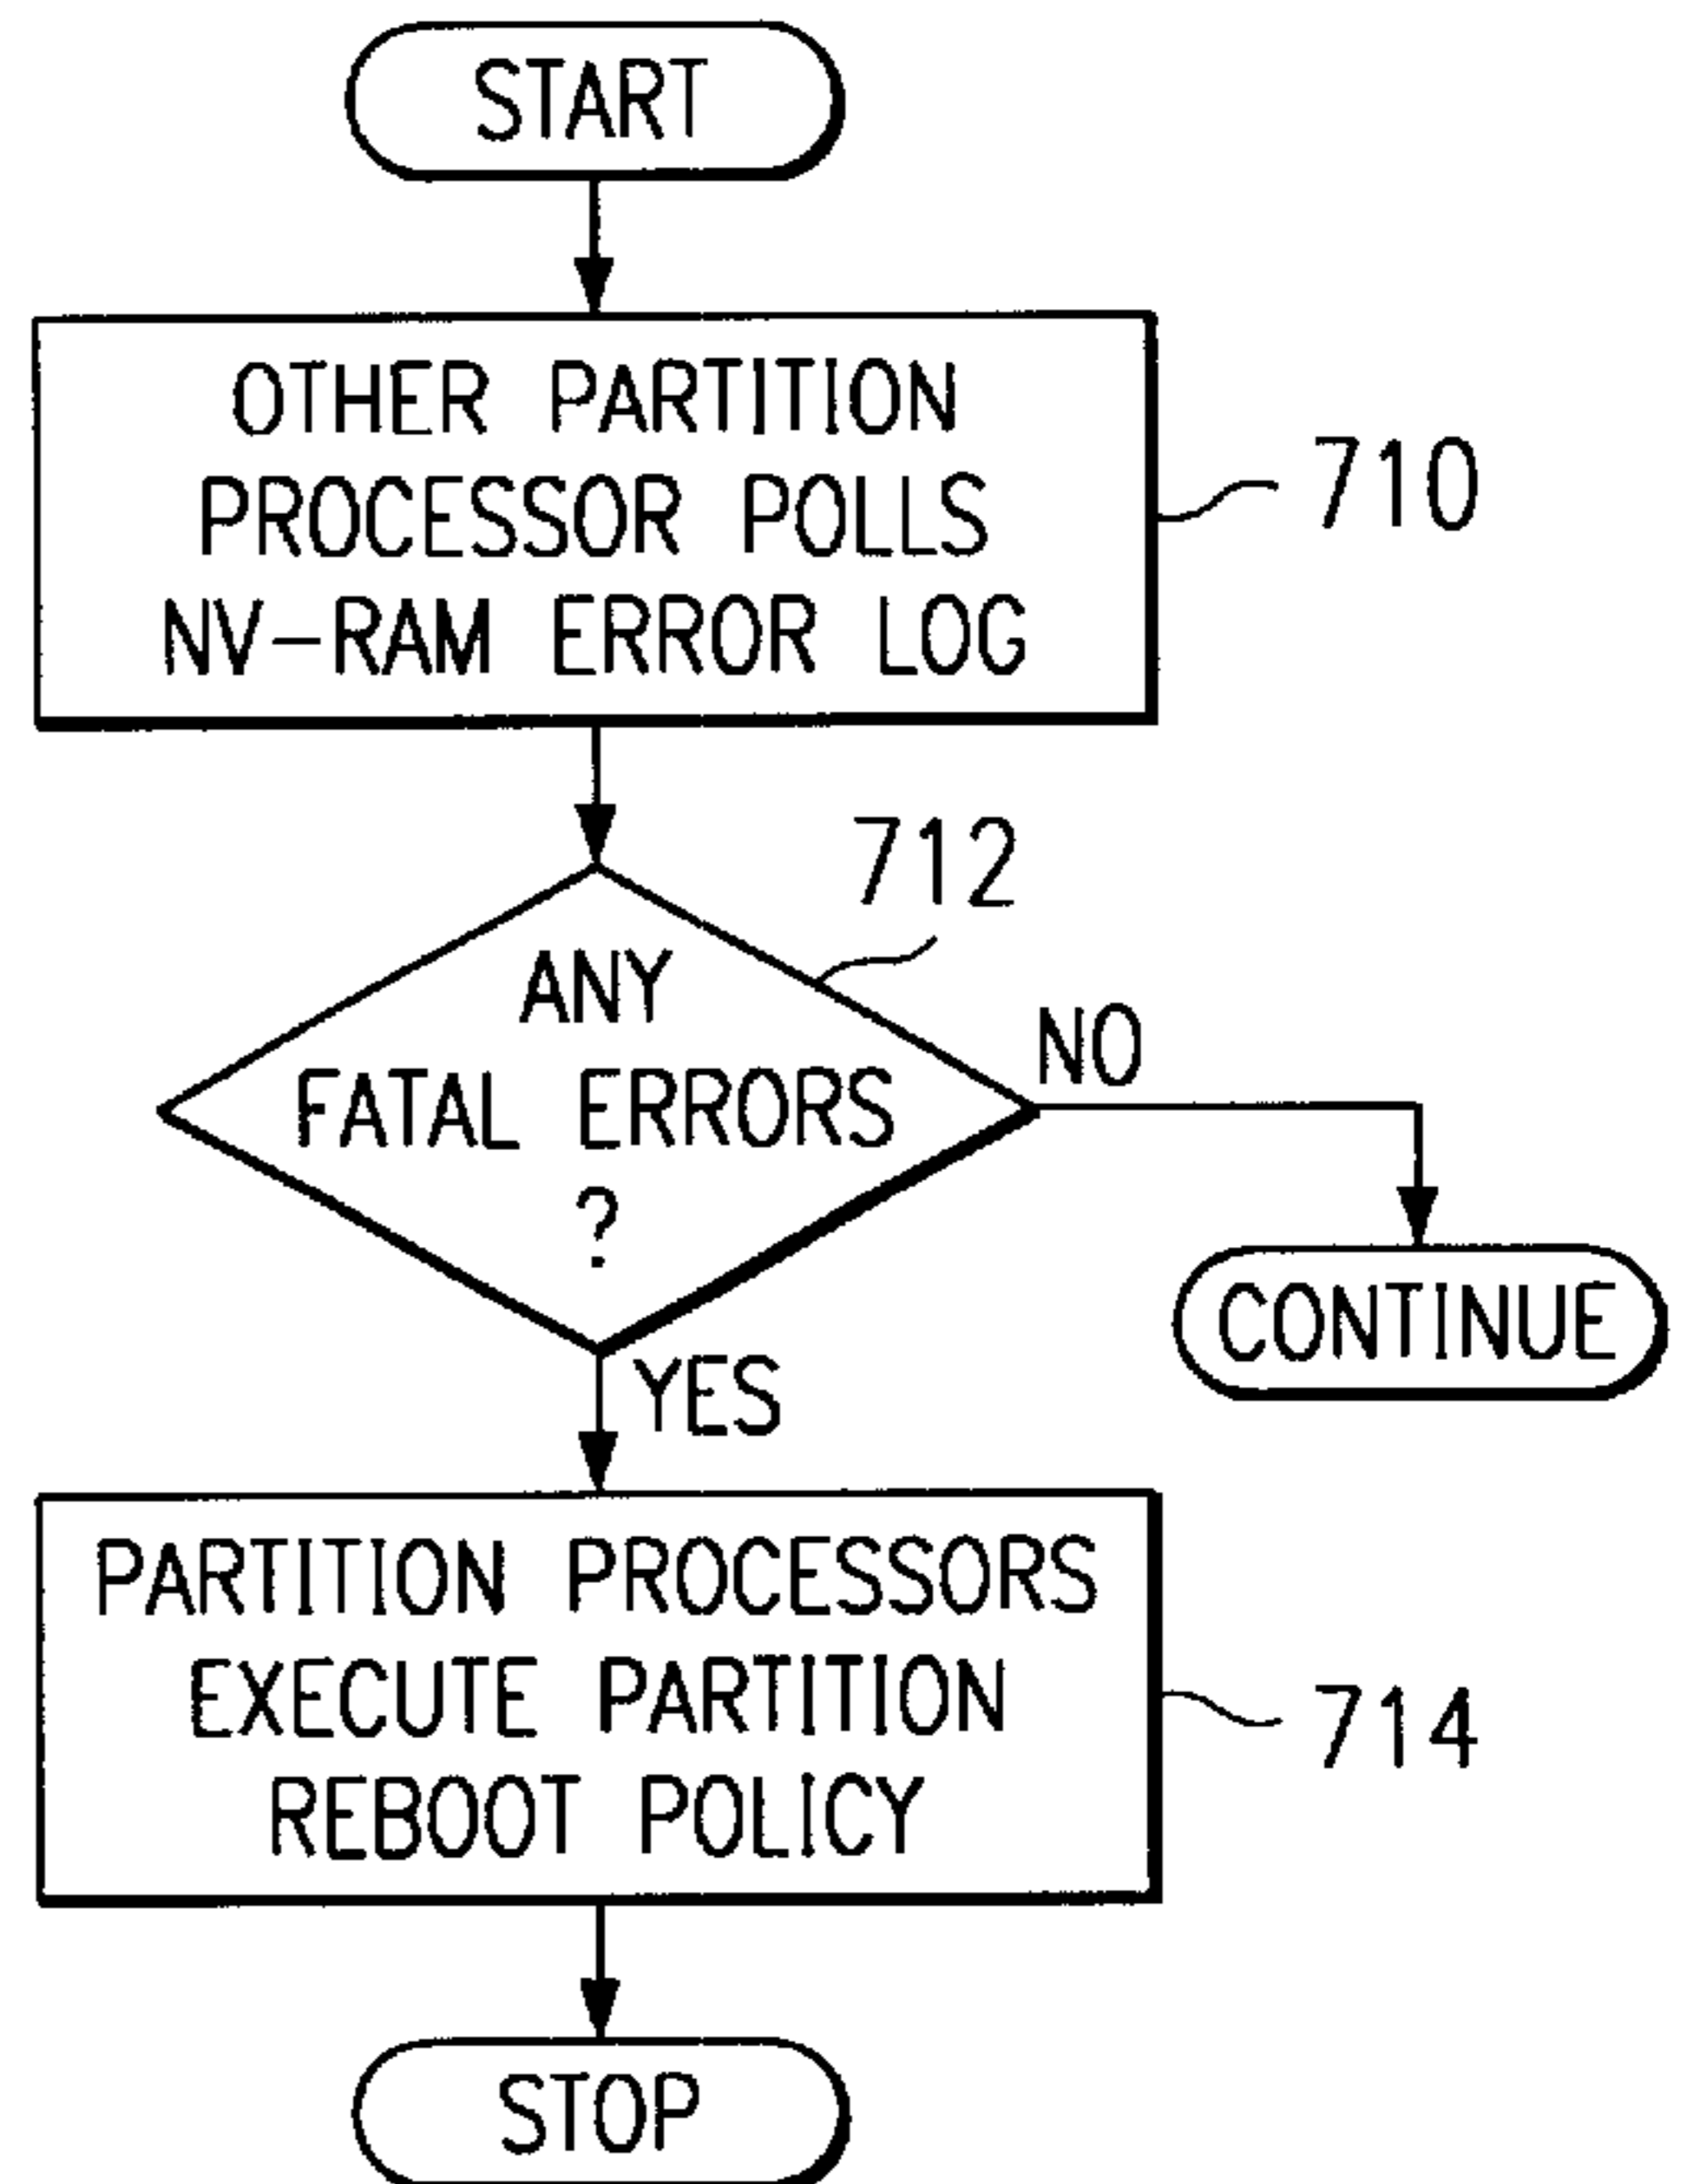 START
OTHER PARTITION
PROCESSOR POLLS
NV-RAM ERROR LOG
710
712
ANY
FATAL ERRORS
?
NO
CONTINUE
YES
PARTITION PROCESSORS
EXECUTE PARTITION
REBOOT POLICY
714
STOP